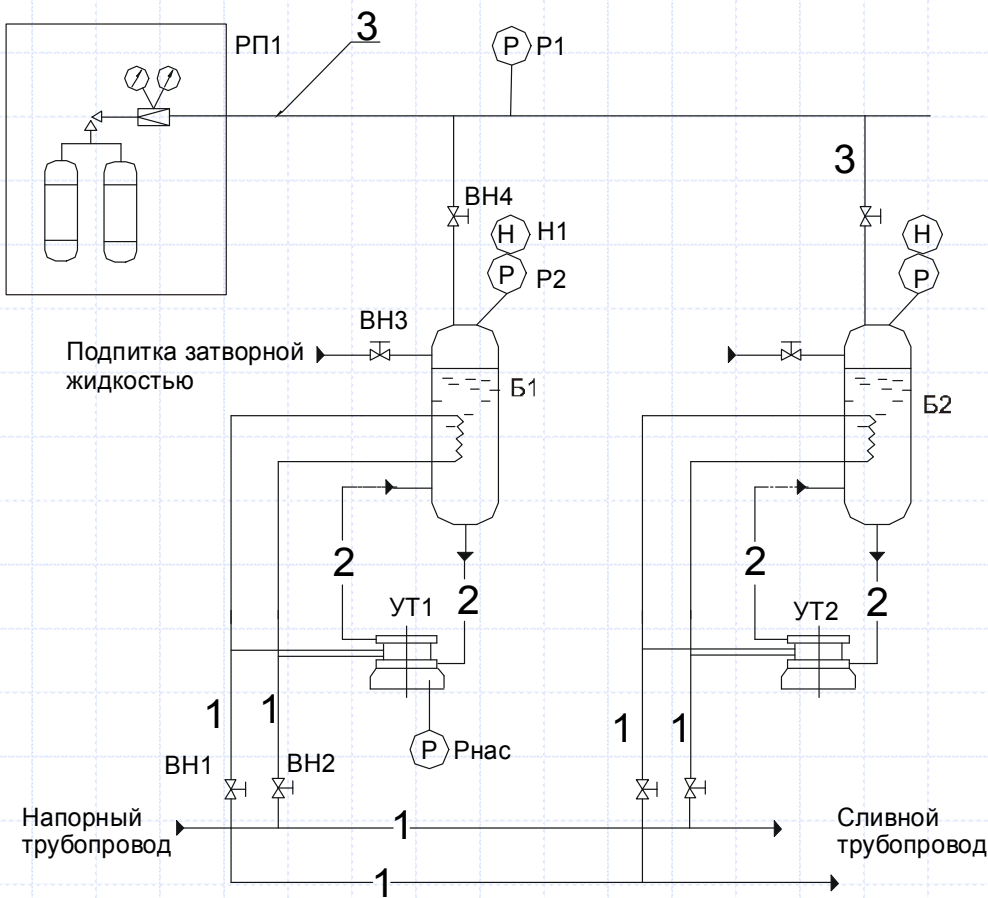 РП1
3
P
P1
3
ВН4
H
Н1
P
P2
H
P
ВН3
Подпитка затворной
жидкостью
Б1
Б2
2
2
УТ1
2
2
УТ2
1
1
P
Рнас
1
1
ВН1
ВН2
Напорный
трубопровод
1
Сливной
трубопровод
1